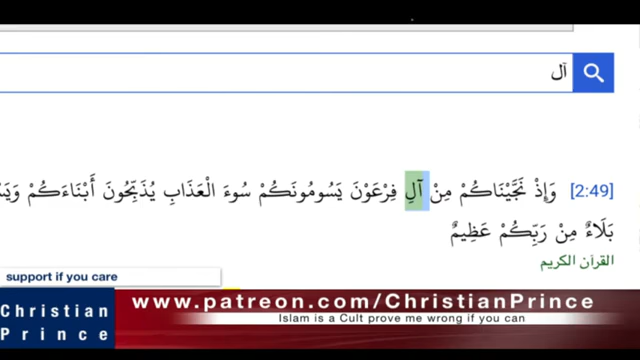 آل
[2:49] وَإِذْ نَجَّيْنَاكُمْ مِنْ آلِ فِرْعَوْنَ يَسُومُونَكُمْ سُوءَ الْعَذَابِ يُذَبِّحُونَ أَبْنَاءَكُمْ
بَلَاءٌ مِنْ رَبِّكُمْ عَظِيمٌ
القرآن الكريم
support if you care
www.patreon.com/ChristianPrince
Islam is a Cult prove me wrong if you can
Christian
Prince